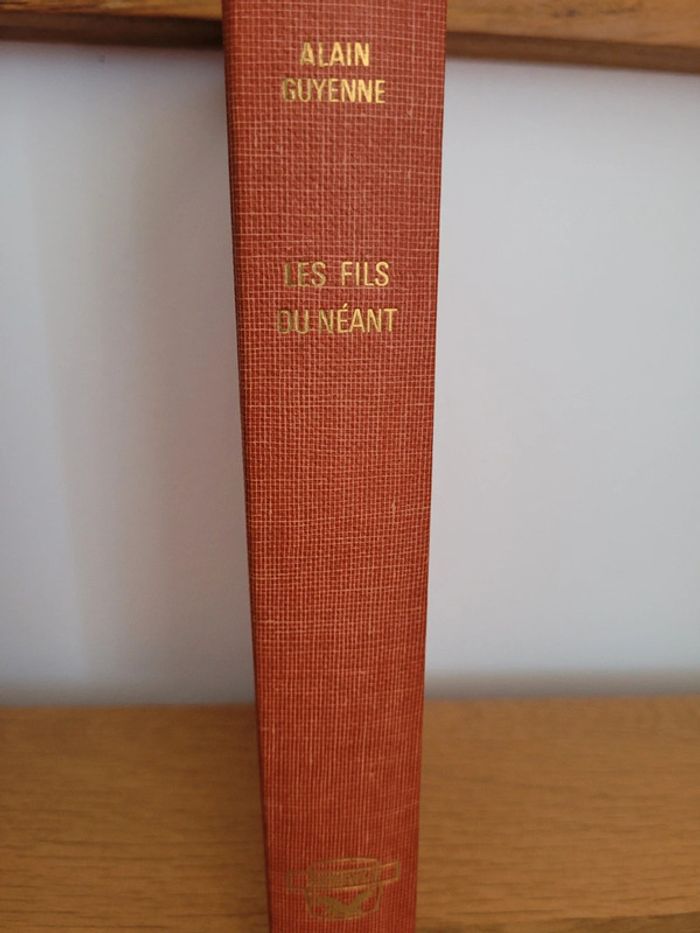 ALAIN
GUYENNE
LES FILS
DU NÉANT